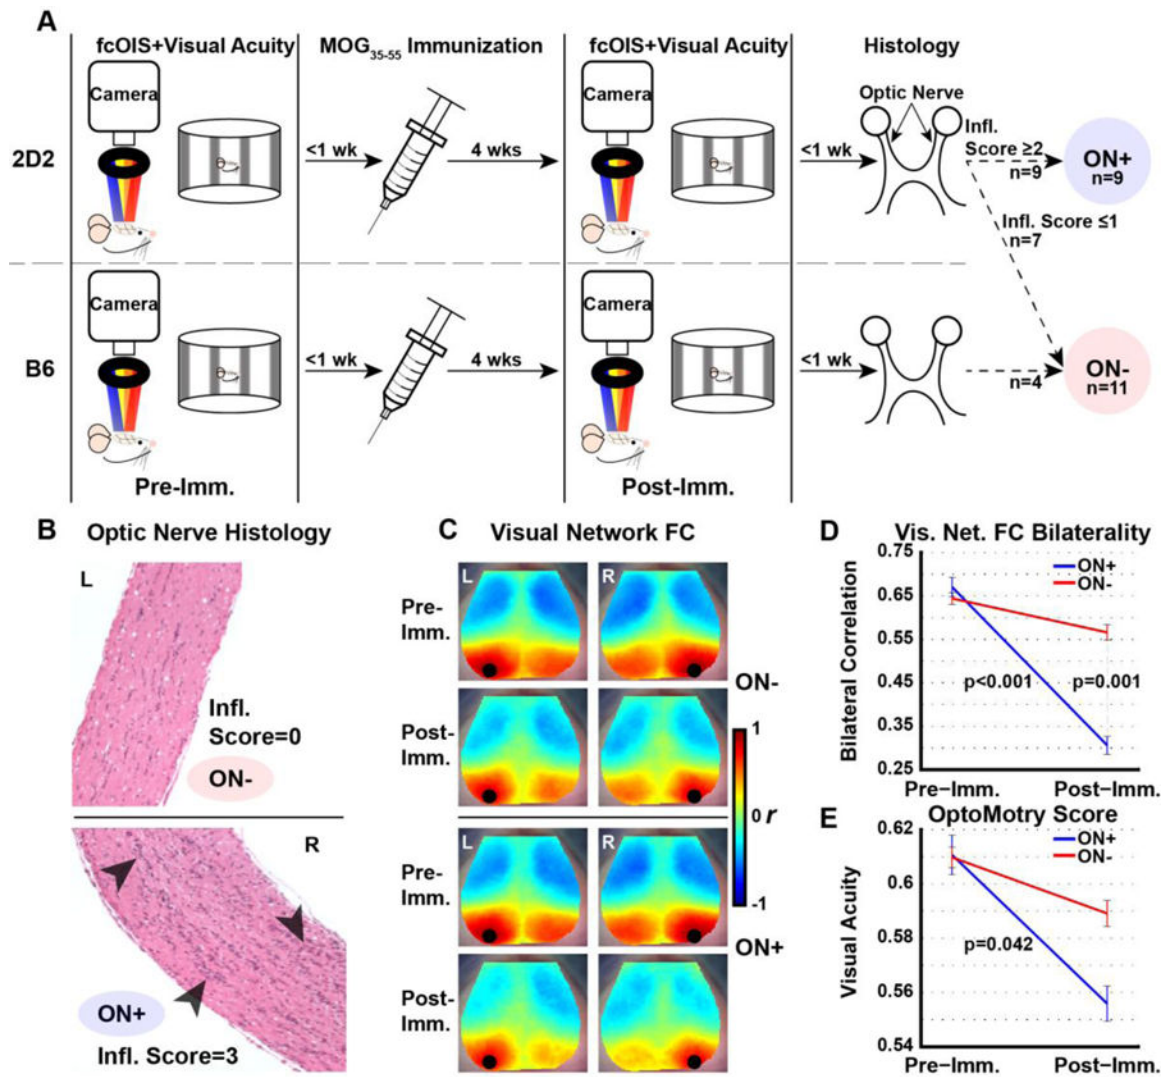 A
fcOIS+Visual Acuity
MOG35-55 Immunization
fcOIS+Visual Acuity
Histology
2D2
Camera
<1 wk
4 wks
Camera
<1 wk
Optic Nerve
Infl.
Score ≥2
n=9
ON+
n=9
Infl. Score ≤1
n=7
B6
Camera
<1 wk
4 wks
Camera
<1 wk
n=4
ON-
n=11
Pre-Imm.
Post-Imm.
B
Optic Nerve Histology
L
Infl.
Score=0
ON-
R
ON+
Infl. Score=3
C
Visual Network FC
L
R
Pre-
Imm.
ON-
Post-
Imm.
1
0 r
-1
L
R
Pre-
Imm.
ON+
Post-
Imm.
D
Vis. Net. FC Bilaterality
Bilateral Correlation
0.75
0.65
0.55
0.45
0.35
0.25
ON+
ON-
p<0.001
p=0.001
Pre-Imm.
Post-Imm.
E
OptoMotry Score
Visual Acuity
0.62
0.6
0.58
0.56
0.54
ON+
ON-
p=0.042
Pre-Imm.
Post-Imm.